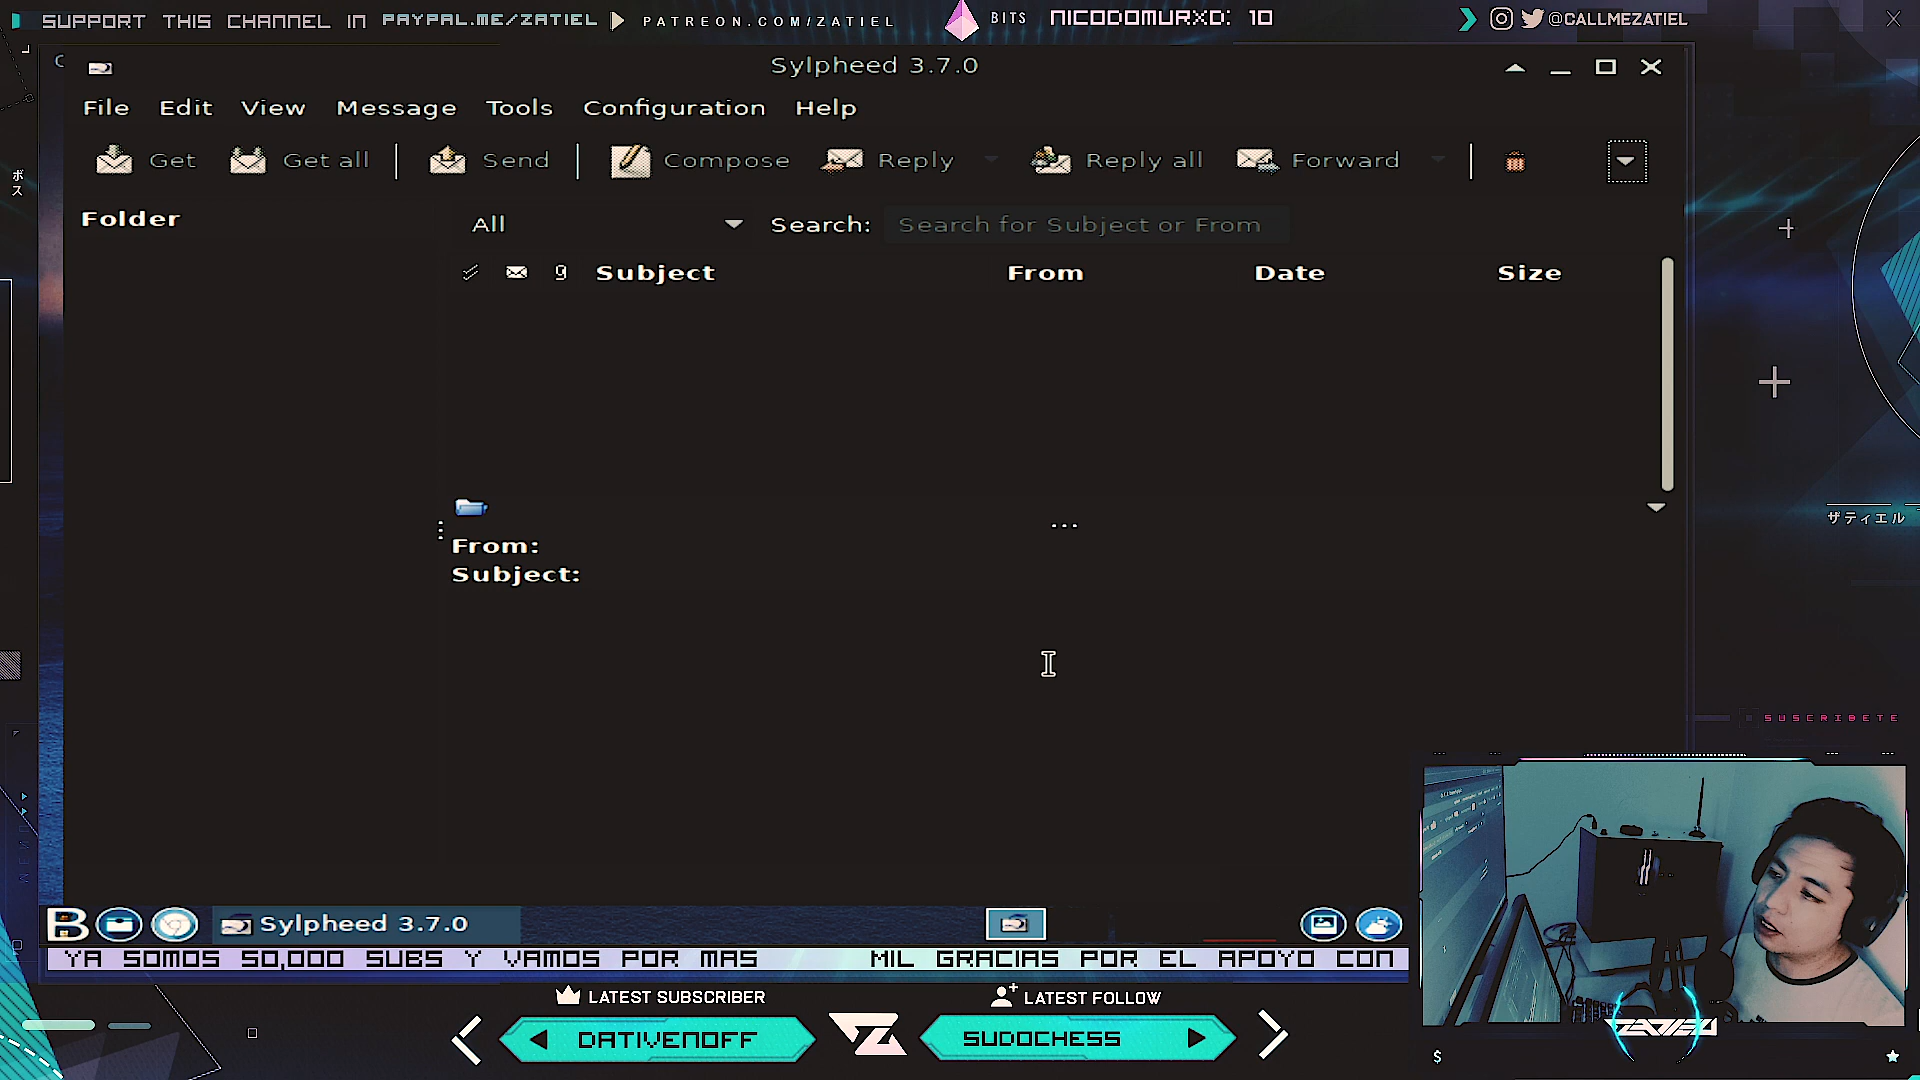 SUPPORT THIS CHANNEL IN PAYPAL.ME/ZATIEL PATREON.COM/ZATIEL BITS NICODOMURXD: 10 @CALLMEZATIEL
Sylpheed 3.7.0
File Edit View Message Tools Configuration Help
Get Get all Send Compose Reply Reply all Forward
ボス
Folder
All Search: Search for Subject or From
Subject From Date Size
ザティエル
From:
Subject:
SUSCRIBETE
B Sylpheed 3.7.0
YA SOMOS 50,000 SUBS Y VAMOS POR MAS MIL GRACIAS POR EL APOYO CON
LATEST SUBSCRIBER LATEST FOLLOW
DATIVENOFF SUDOCHESS
ZATIEL
$